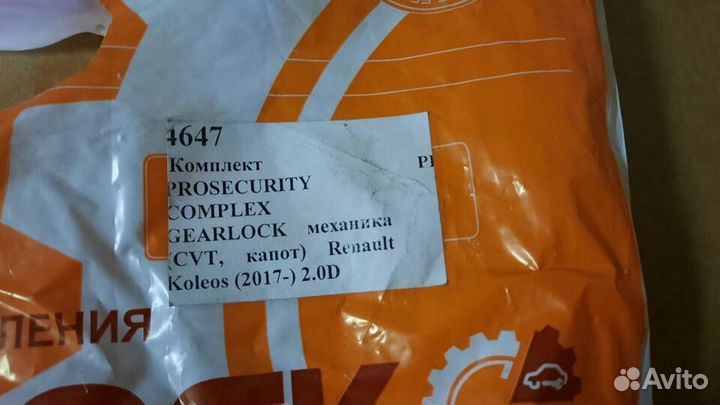 4647
Комплект
PROSECURITY
COMPLEX
GEARLOCK механика
(CVT, капот) Renault
Koleos (2017-) 2.0D
ЛЕНИЯ
Avito